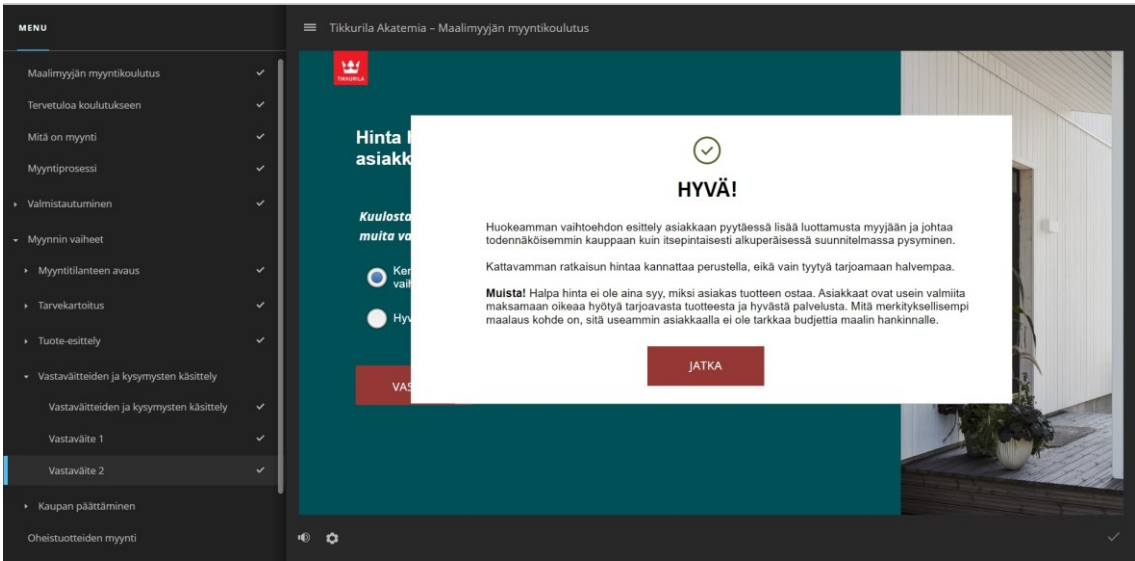 MENU
Maalimyyjän myyntikoulutus
Tervetuloa koulutukseen
Mitä on myynti
Myyntiprosessi
Valmistautuminen
Myynnin vaiheet
Myyntitilanteen avaus
Tarvekartoitus
Tuote-esittely
Vastaväitteiden ja kysymysten käsittely
Vastaväitteiden ja kysymysten käsittely
Vastaväite 1
Vastaväite 2
Kaupan päättäminen
Oheistuotteiden myynti
Tikkurila Akatemia – Maalimyyjän myyntikoulutus
TIKKURILA
Hinta
asiakk
Kuulosta
muita va
HYVÄ!
Huokeamman vaihtoehdon esittely asiakkaan pyytäessä lisää luottamusta myyjään ja johtaa
todennäköisemmin kauppaan kuin itsepintaisesti alkuperäisessä suunnitelmassa pysyminen.
Kattavamman ratkaisun hintaa kannattaa perustella, eikä vain tyytyä tarjoamaan halvempaa.
Muista! Halpa hinta ei ole aina syy, miksi asiakas tuotteen ostaa. Asiakkaat ovat usein valmiita
maksamaan oikeaa hyötyä tarjoavasta tuotteesta ja hyvästä palvelusta. Mitä merkityksellisempi
maalaus kohde on, sitä useammin asiakkaalla ei ole tarkkaa budjettia maalin hankinnalle.
JATKA